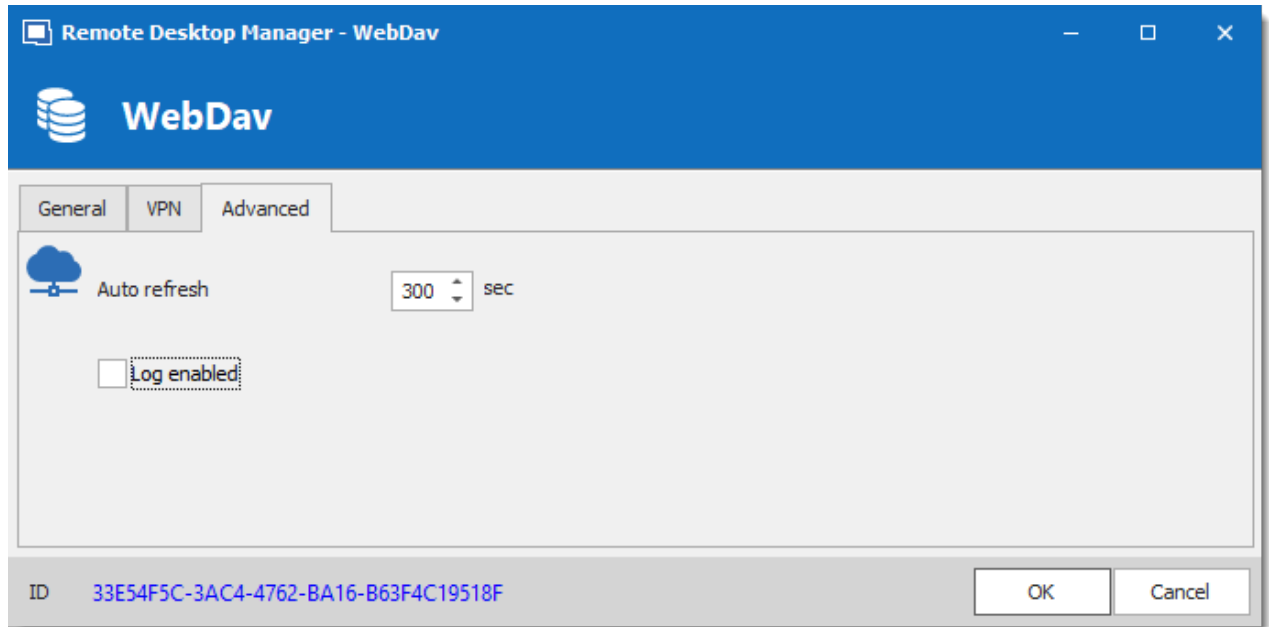 Remote Desktop Manager - WebDav
WebDav
General VPN Advanced
Auto refresh 300 sec
Log enabled
ID 33E54F5C-3AC4-4762-BA16-B63F4C19518F OK Cancel